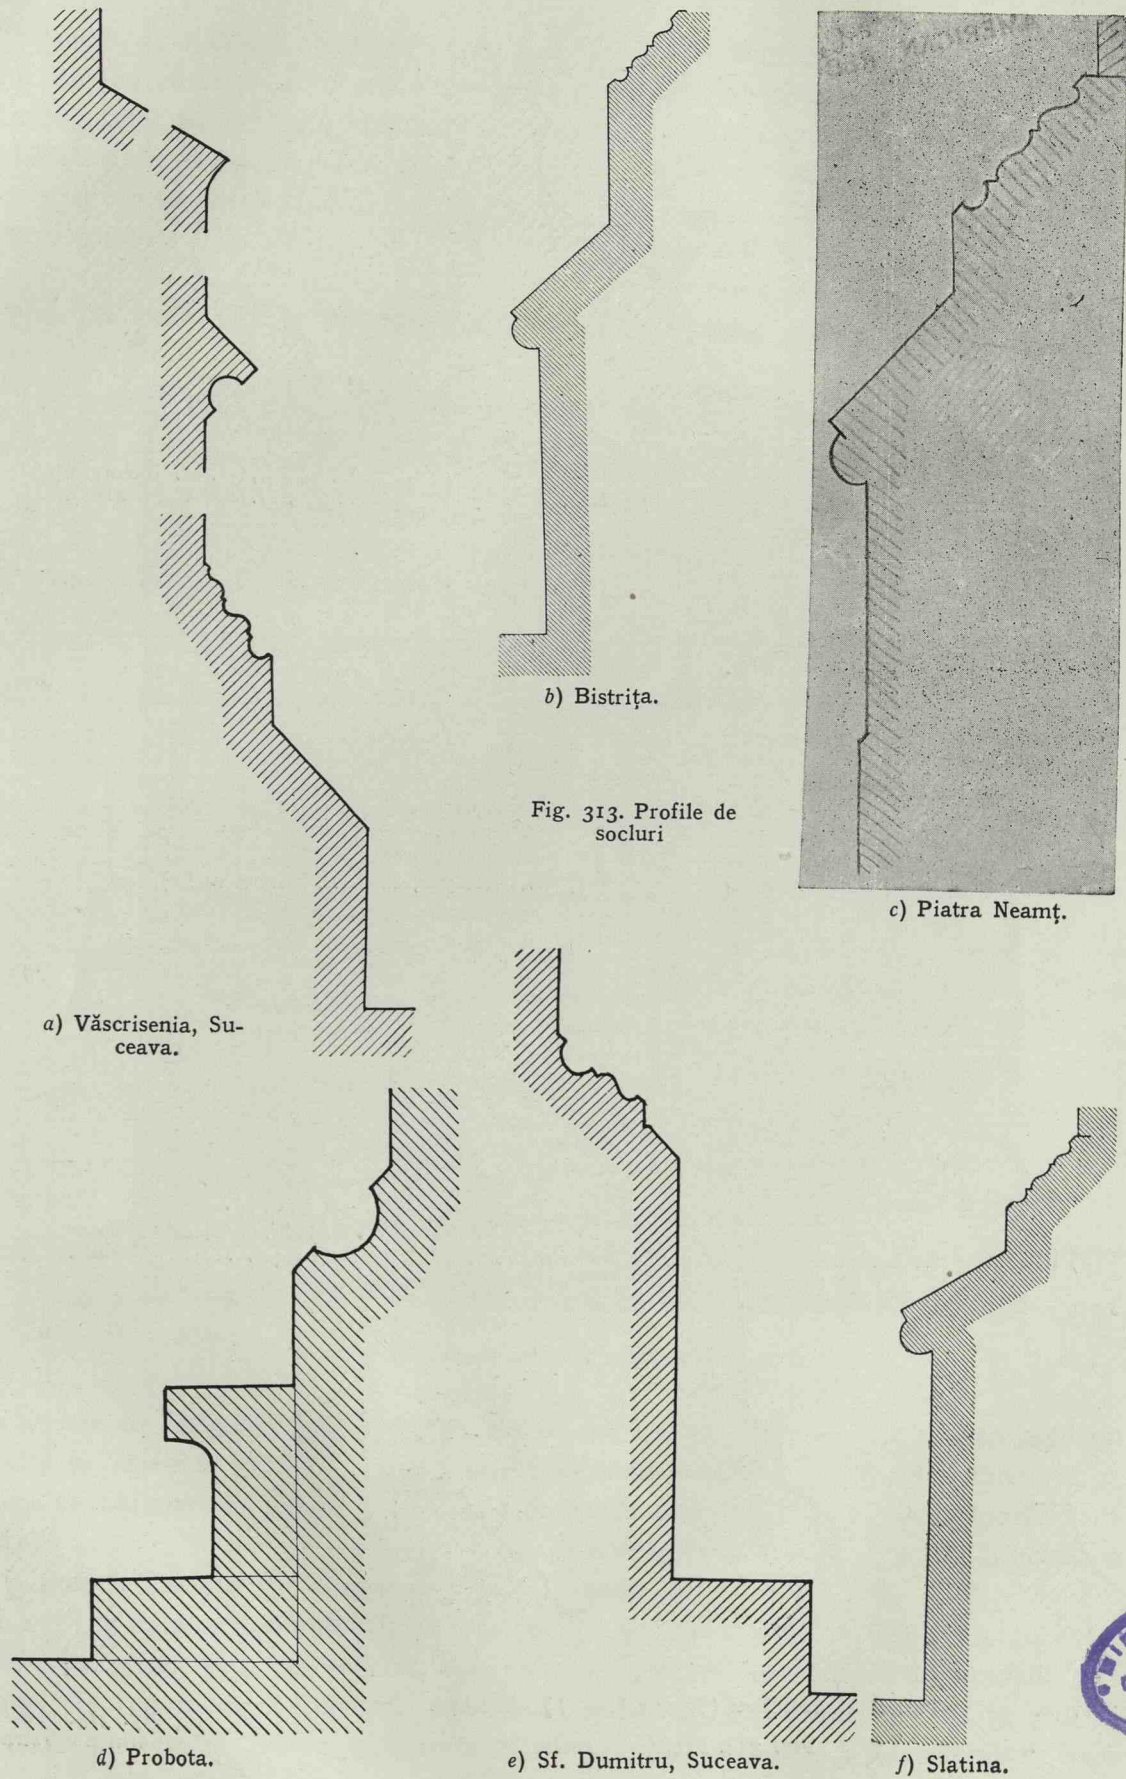 b) Bistrița.
Fig. 313. Profile de
socluri
c) Piatra Neamț.
a) Văscrisenia, Su-
ceava.
d) Probota.
e) Sf. Dumitru, Suceava.
f) Slatina.